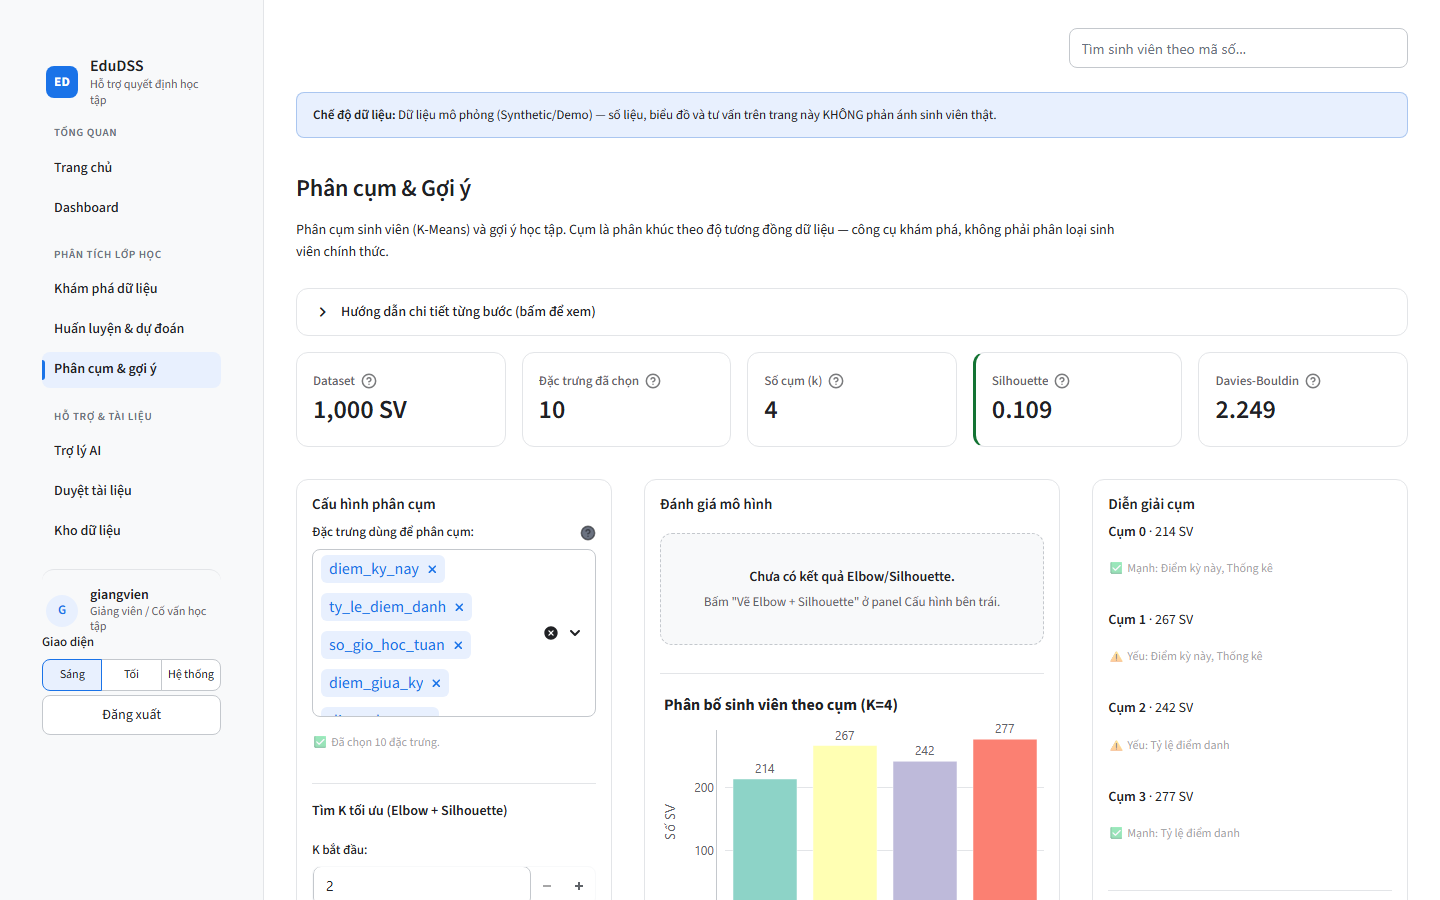 ED
EduDSS
Hỗ trợ quyết định học
tập
TỔNG QUAN
Trang chủ
Dashboard
PHÂN TÍCH LỚP HỌC
Khám phá dữ liệu
Huấn luyện & dự đoán
Phân cụm & gợi ý
HỖ TRỢ & TÀI LIỆU
Trợ lý AI
Duyệt tài liệu
Kho dữ liệu
G
giangvien
Giảng viên / Cố vấn học
tập
Giao diện
Sáng
Tối
Hệ thống
Đăng xuất
Tìm sinh viên theo mã số...
Chế độ dữ liệu: Dữ liệu mô phỏng (Synthetic/Demo) — số liệu, biểu đồ và tư vấn trên trang này KHÔNG phản ánh sinh viên thật.
Phân cụm & Gợi ý
Phân cụm sinh viên (K-Means) và gợi ý học tập. Cụm là phân khúc theo độ tương đồng dữ liệu — công cụ khám phá, không phải phân loại sinh
viên chính thức.
Hướng dẫn chi tiết từng bước (bấm để xem)
Dataset
1,000 SV
Đặc trưng đã chọn
10
Số cụm (k)
4
Silhouette
0.109
Davies-Bouldin
2.249
Cấu hình phân cụm
Đặc trưng dùng để phân cụm:
diem_ky_nay
ty_le_diem_danh
so_gio_hoc_tuan
diem_giua_ky
Đã chọn 10 đặc trưng.
Tìm K tối ưu (Elbow + Silhouette)
K bắt đầu:
2
Đánh giá mô hình
Chưa có kết quả Elbow/Silhouette.
Bấm "Vẽ Elbow + Silhouette" ở panel Cấu hình bên trái.
Phân bố sinh viên theo cụm (K=4)
277
267
242
214
200
100
Số SV
Diễn giải cụm
Cụm 0 · 214 SV
Mạnh: Điểm kỳ này, Thống kê
Cụm 1 · 267 SV
Yếu: Điểm kỳ này, Thống kê
Cụm 2 · 242 SV
Yếu: Tỷ lệ điểm danh
Cụm 3 · 277 SV
Mạnh: Tỷ lệ điểm danh